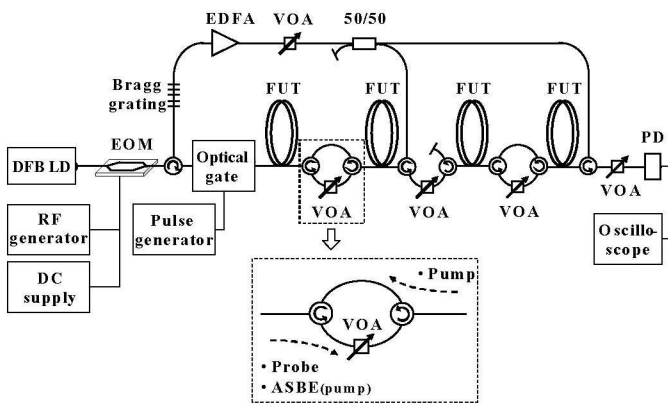 EDFA
VOA
50/50
Bragg
grating
FUT
FUT
FUT
FUT
EOM
PD
DFB LD
Optical
gate
VOA
VOA
VOA
VOA
RF
generator
Pulse
generator
Oscillo-
scope
DC
supply
• Pump
VOA
• Probe
• ASBE(pump)